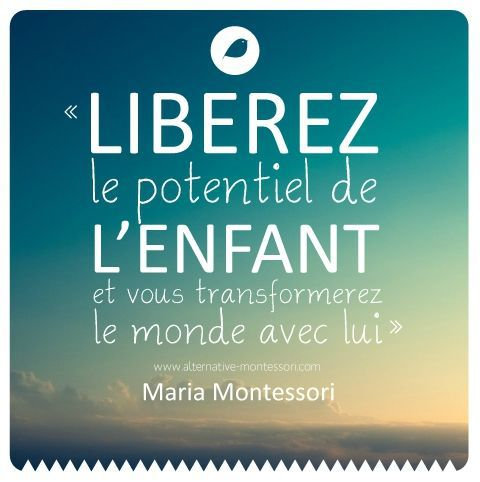 « LIBEREZ
le potentiel de
L'ENFANT
et vous transformerez
le monde avec lui »
www.alternative-montessori.com
Maria Montessori